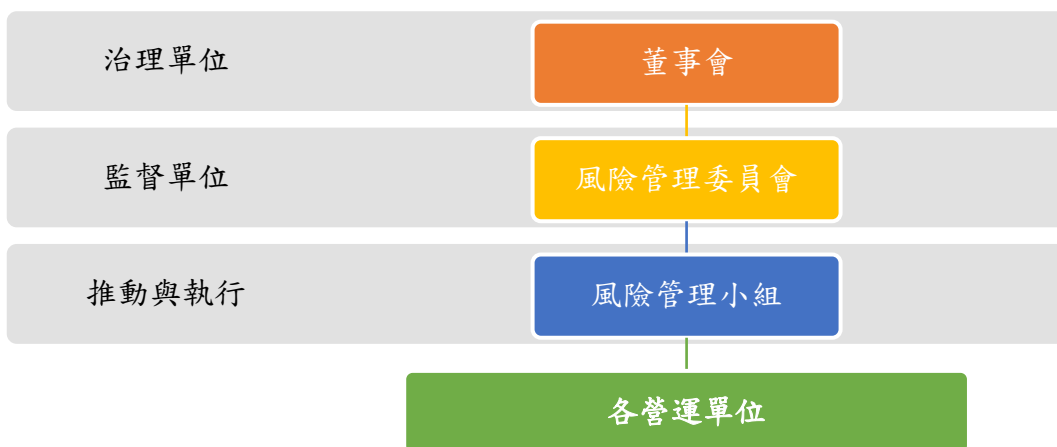 治理單位
董事會
監督單位
風險管理委員會
推動與執行
風險管理小組
各營運單位